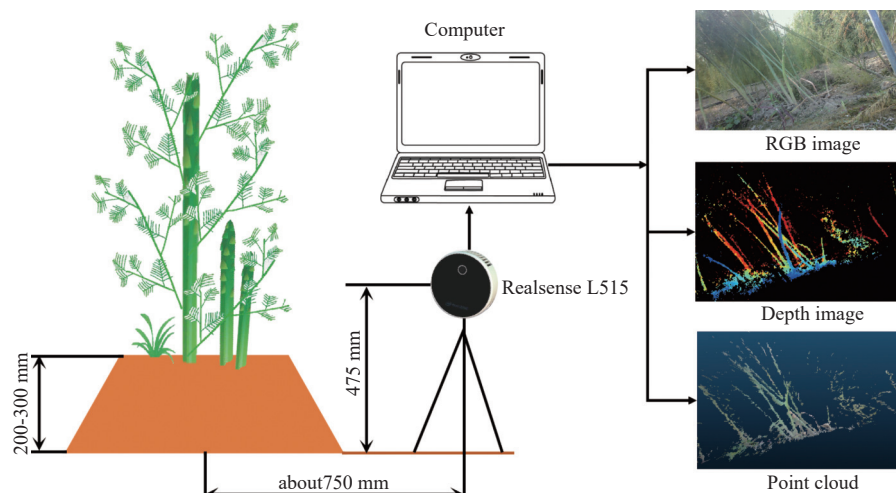 Computer
RGB image
Realsense L515
Depth image
200-300 mm
475 mm
about750 mm
Point cloud